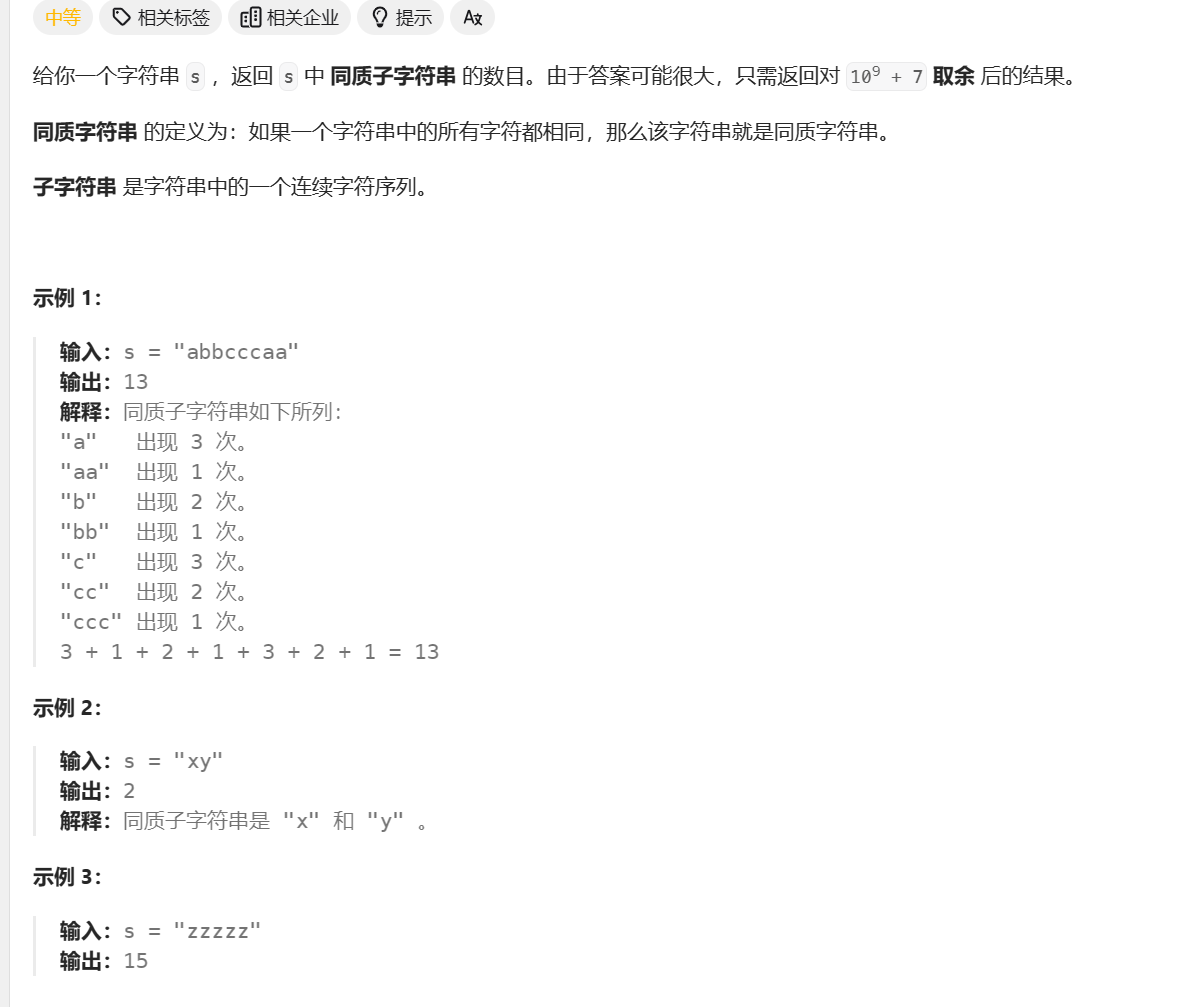 中等 相关标签 相关企业 提示 A文
给你一个字符串 s ，返回 s 中 同质子字符串 的数目。由于答案可能很大，只需返回对 10⁹ + 7 取余 后的结果。
同质字符串 的定义为：如果一个字符串中的所有字符都相同，那么该字符串就是同质字符串。
子字符串 是字符串中的一个连续字符序列。
示例 1：
输入：s = "abbcccaa"
输出：13
解释：同质子字符串如下所列：
"a"   出现 3 次。
"aa"  出现 1 次。
"b"   出现 2 次。
"bb"  出现 1 次。
"c"   出现 3 次。
"cc"  出现 2 次。
"ccc" 出现 1 次。
3 + 1 + 2 + 1 + 3 + 2 + 1 = 13
示例 2：
输入：s = "xy"
输出：2
解释：同质子字符串是 "x" 和 "y" 。
示例 3：
输入：s = "zzzzz"
输出：15